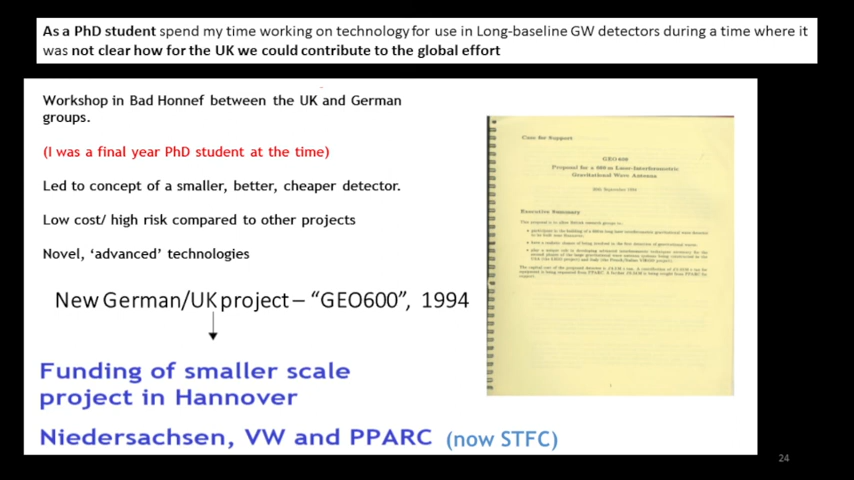 As a PhD student spend my time working on technology for use in Long-baseline GW detectors during a time where it
was not clear how for the UK we could contribute to the global effort
Workshop in Bad Honnef between the UK and German
groups.
(I was a final year PhD student at the time)
Led to concept of a smaller, better, cheaper detector.
Low cost/ high risk compared to other projects
Novel, ‘advanced’ technologies
New German/UK project – “GEO600”, 1994
Funding of smaller scale
project in Hannover
Niedersachsen, VW and PPARC (now STFC)
Case for Support
GEO 600
Proposal for a 600 m Laser-Interferometric
Gravitational Wave Antenna
September 1994
Executive Summary
24